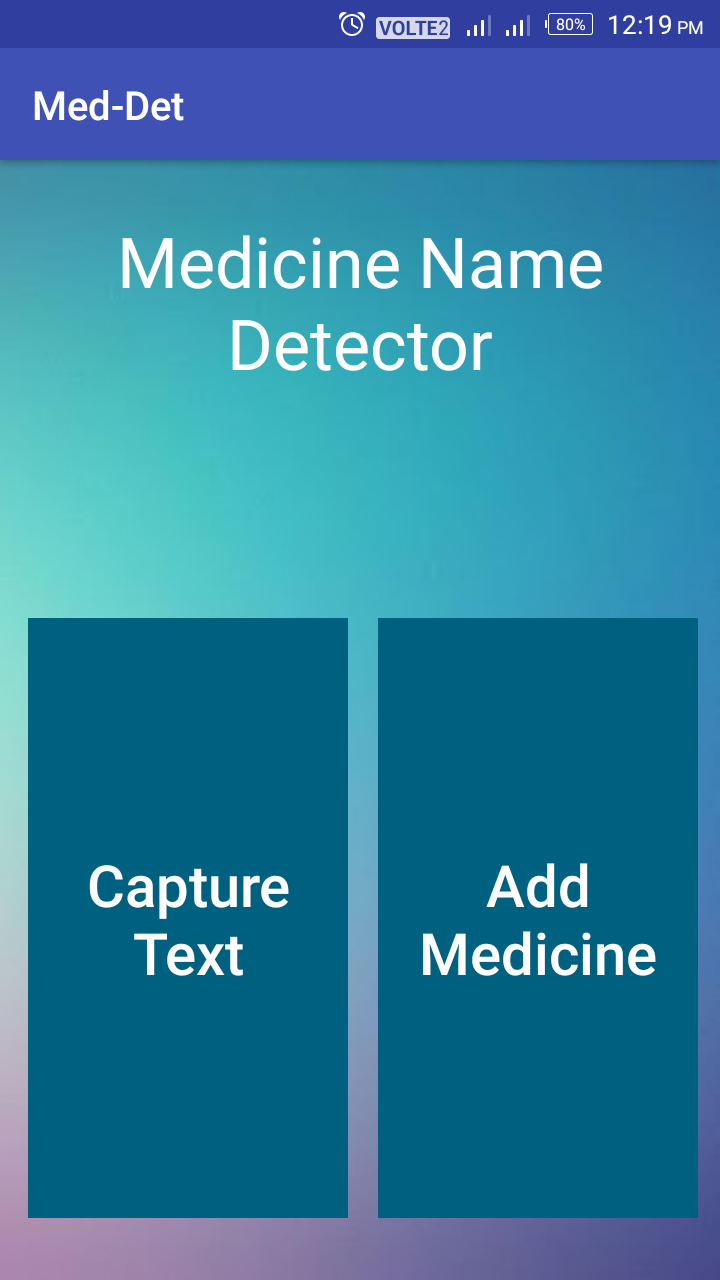 VOLTE2 80% 12:19 PM
Med-Det
Medicine Name
Detector
Capture
Text
Add
Medicine